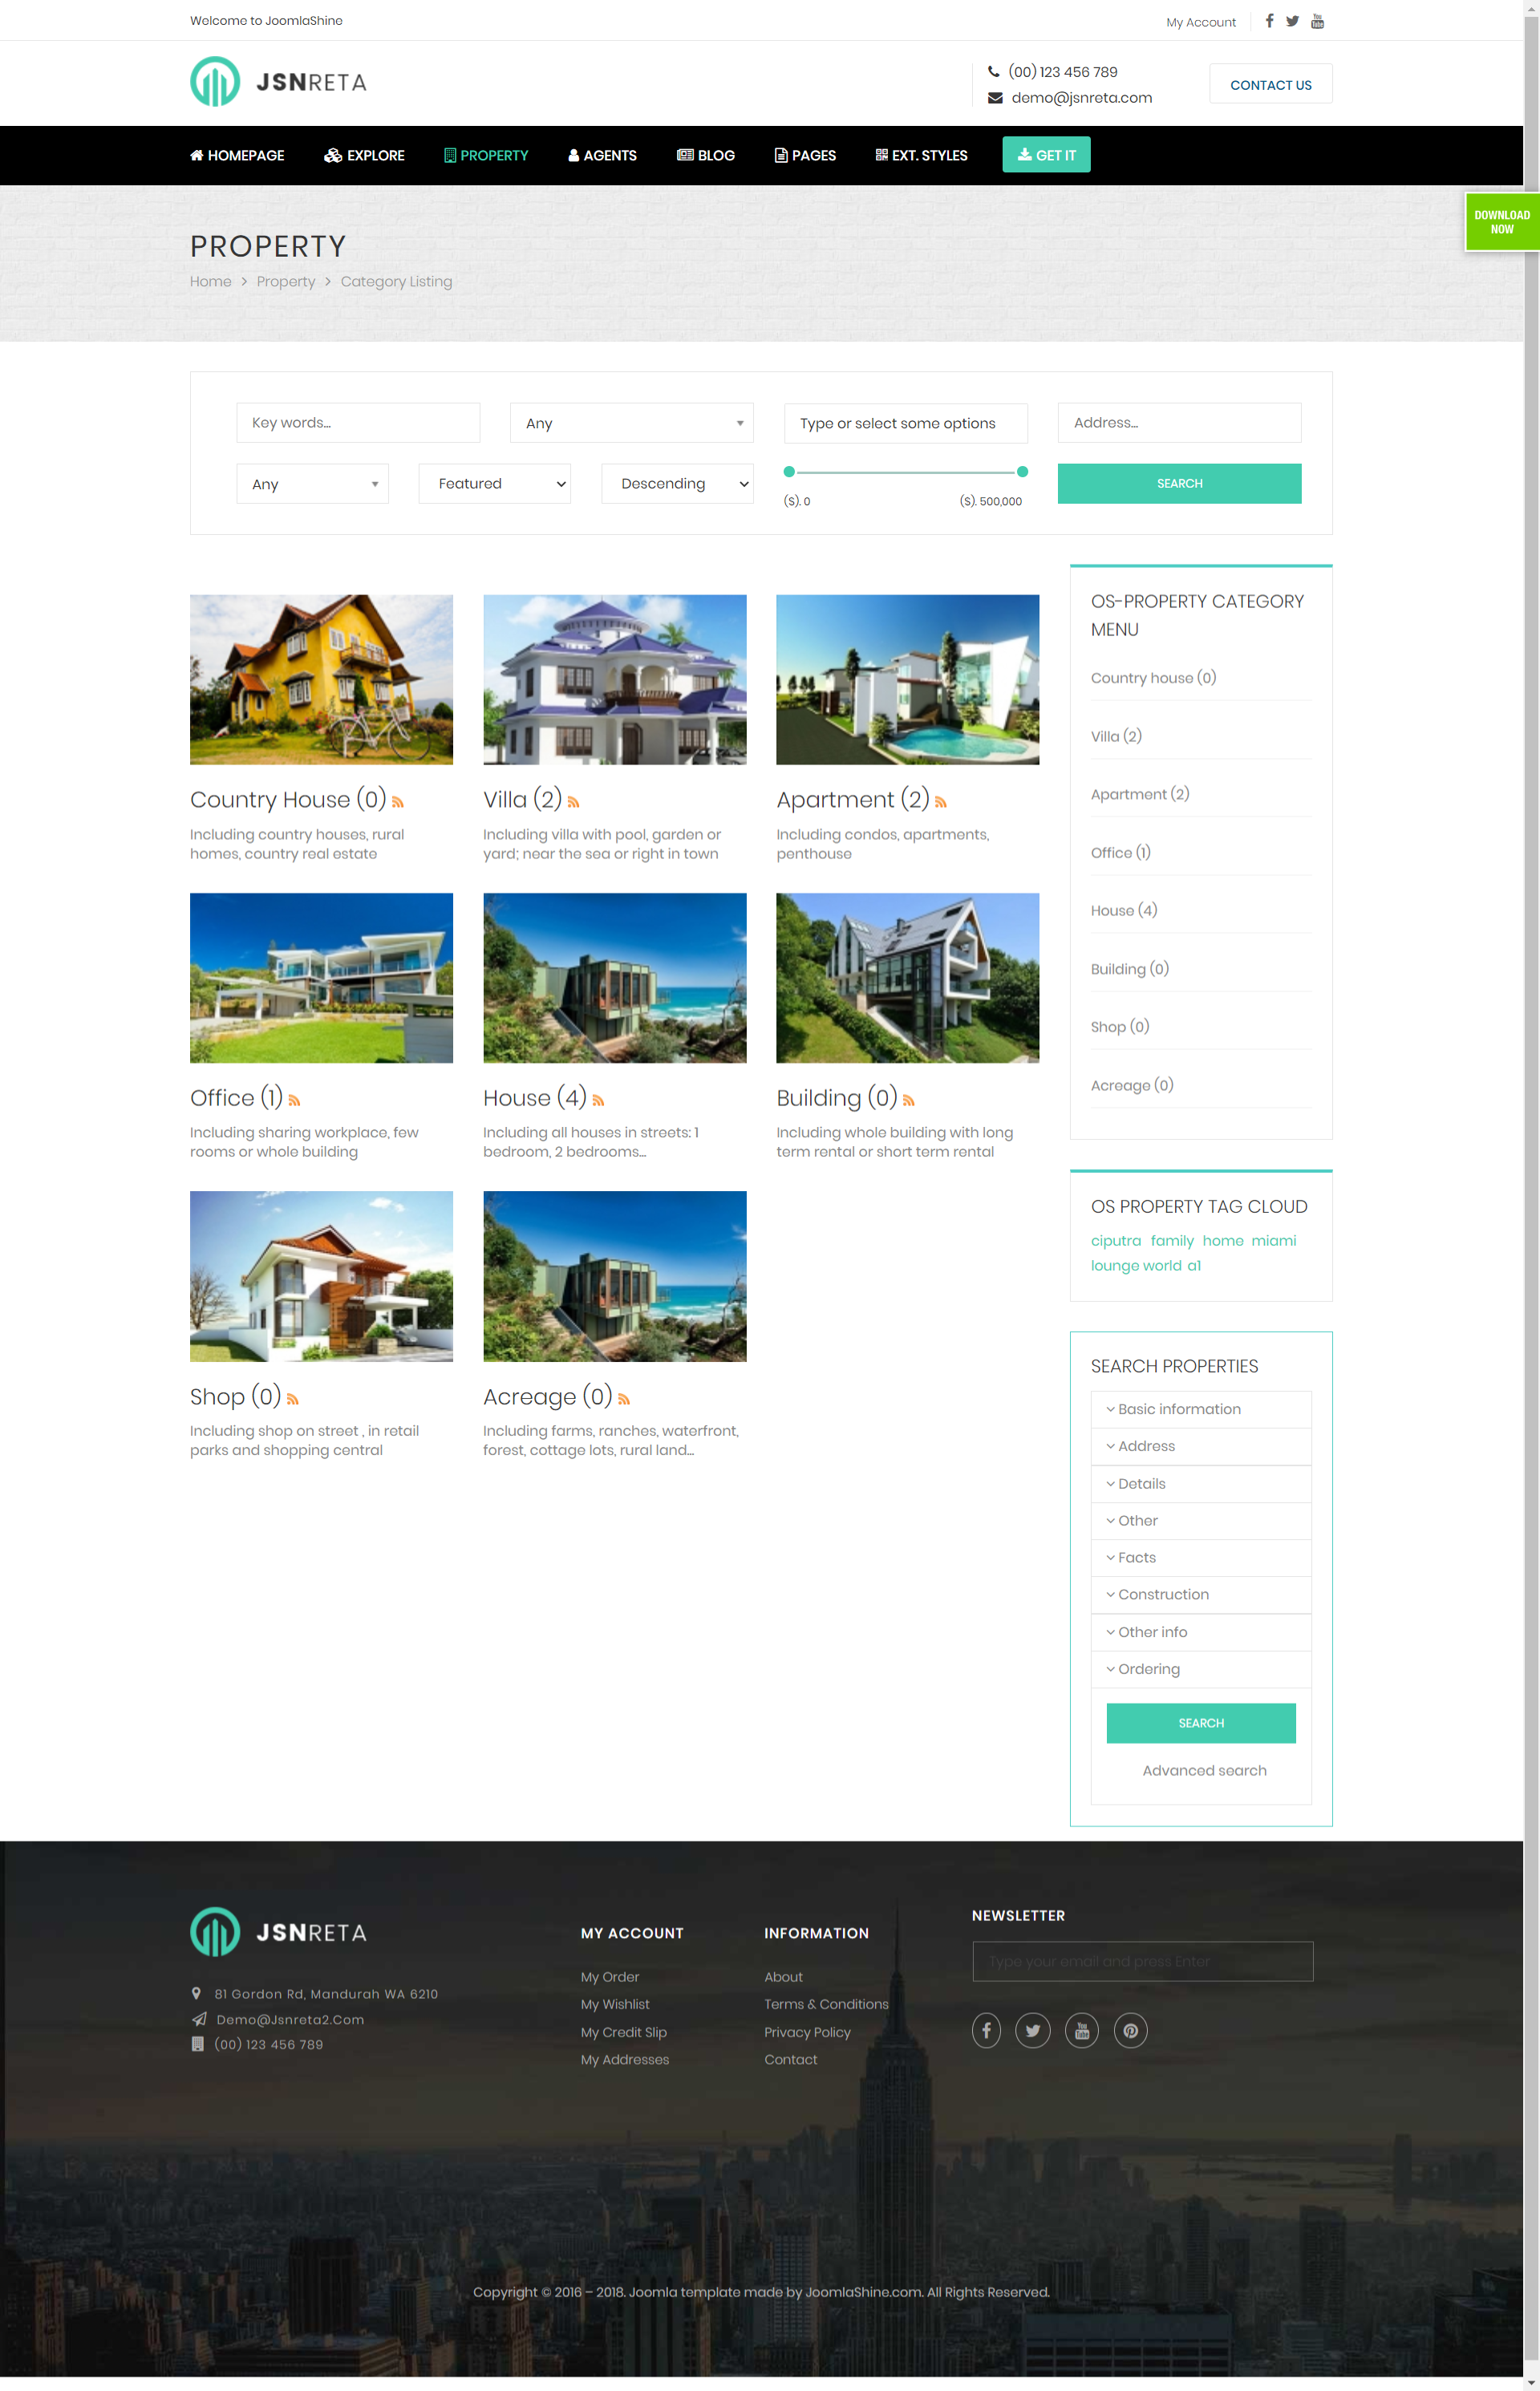 Welcome to JoomlaShine
My Account
JSNRETA
(00) 123 456 789
demo@jsnreta.com
CONTACT US
HOMEPAGE
EXPLORE
PROPERTY
AGENTS
BLOG
PAGES
EXT. STYLES
GET IT
DOWNLOAD
NOW
PROPERTY
Home > Property > Category Listing
Key words...
Any
Type or select some options
Address...
Any
Featured
Descending
($). 0
($). 500,000
SEARCH
Country House (0)
Including country houses, rural
homes, country real estate
Villa (2)
Including villa with pool, garden or
yard; near the sea or right in town
Apartment (2)
Including condos, apartments,
penthouse
Office (1)
Including sharing workplace, few
rooms or whole building
House (4)
Including all houses in streets: 1
bedroom, 2 bedrooms...
Building (0)
Including whole building with long
term rental or short term rental
Shop (0)
Including shop on street , in retail
parks and shopping central
Acreage (0)
Including farms, ranches, waterfront,
forest, cottage lots, rural land...
OS-PROPERTY CATEGORY
MENU
Country house (0)
Villa (2)
Apartment (2)
Office (1)
House (4)
Building (0)
Shop (0)
Acreage (0)
OS PROPERTY TAG CLOUD
ciputra family home miami
lounge world a1
SEARCH PROPERTIES
Basic information
Address
Details
Other
Facts
Construction
Other info
Ordering
SEARCH
Advanced search
JSNRETA
81 Gordon Rd, Mandurah WA 6210
Demo@Jsnreta2.Com
(00) 123 456 789
MY ACCOUNT
My Order
My Wishlist
My Credit Slip
My Addresses
INFORMATION
About
Terms & Conditions
Privacy Policy
Contact
NEWSLETTER
Type your email and press Enter
Copyright © 2016 – 2018. Joomla template made by JoomlaShine.com. All Rights Reserved.